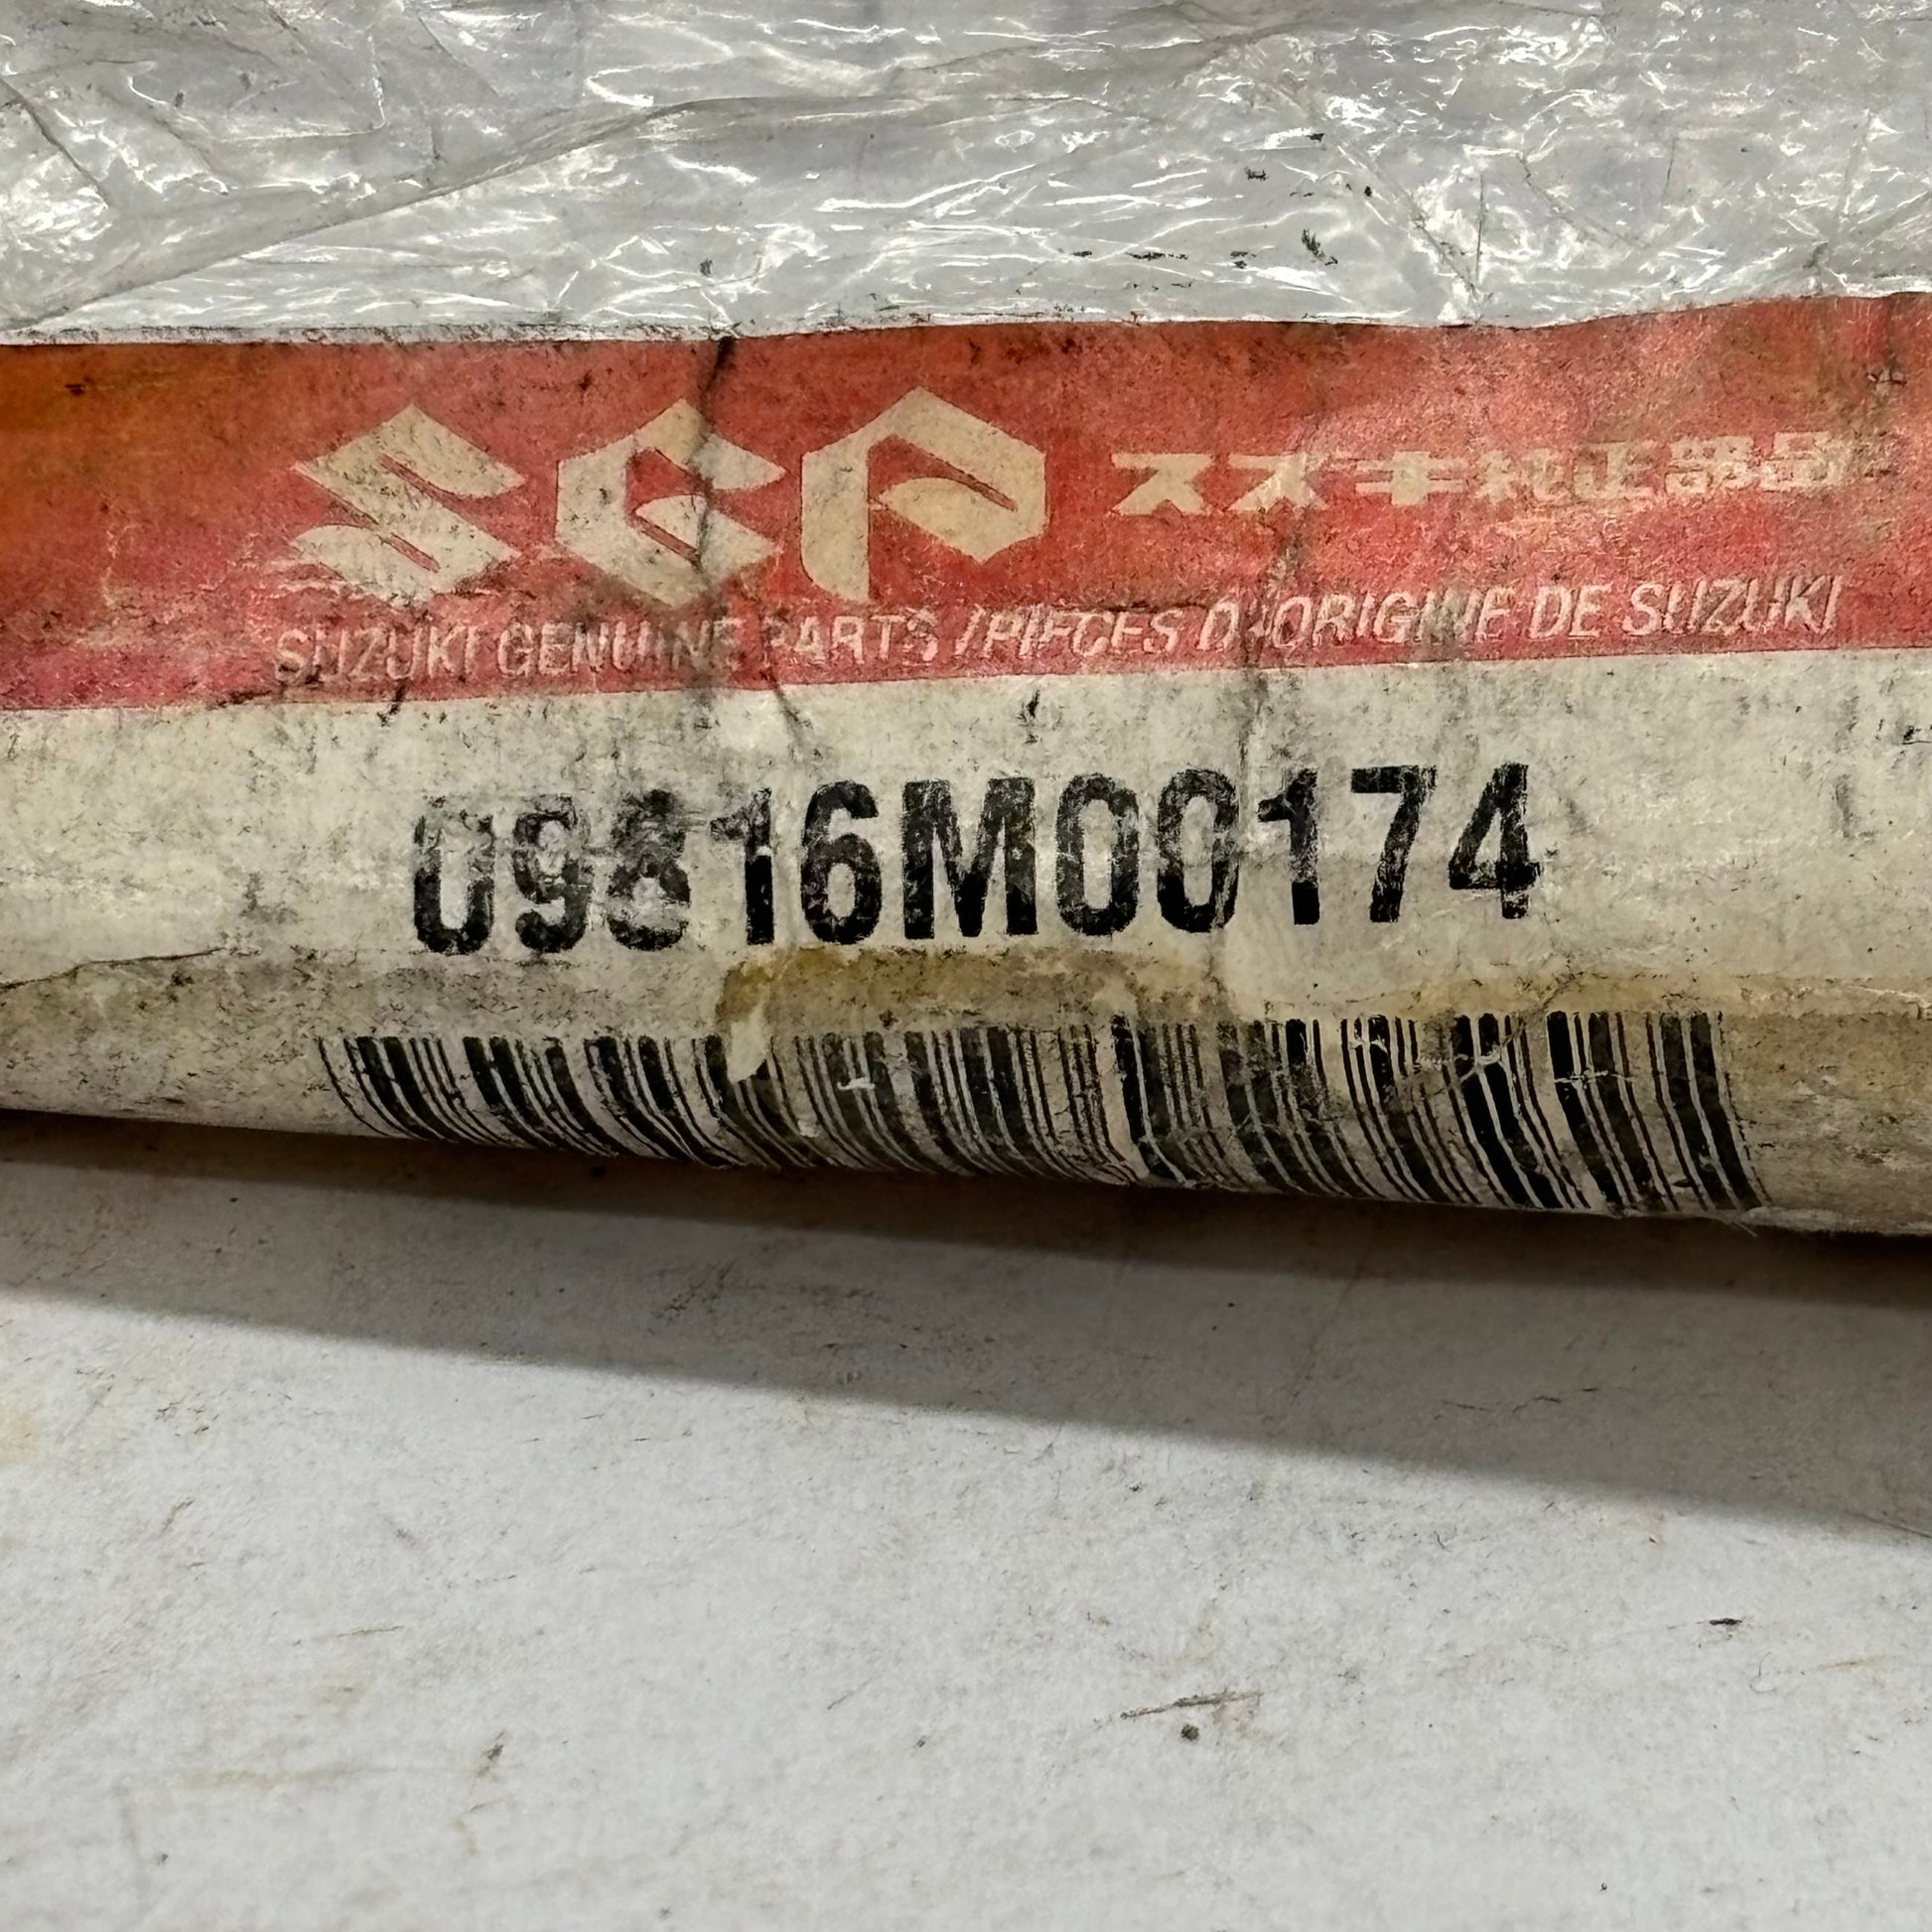 SGP スズキ純正部品
SUZUKI GENUINE PARTS / PIECES D'ORIGINE DE SUZUKI
09816M00174